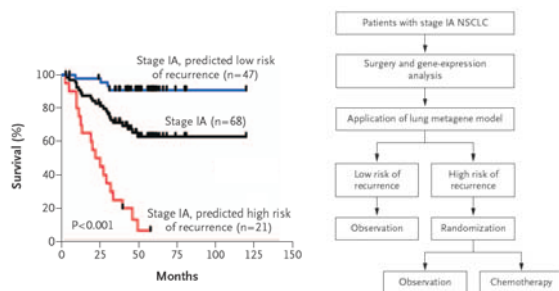 Stage IA, predicted low risk
of recurrence (n=47)
Stage IA (n=68)
Stage IA, predicted high risk
of recurrence (n=21)
P<0.001
Survival (%)
100
80
60
40
20
0
0 25 50 75 100 125 150
Months
Patients with stage IA NSCLC
Surgery and gene-expression
analysis
Application of lung metagene model
Low risk of
recurrence
High risk of
recurrence
Observation
Randomization
Observation
Chemotherapy